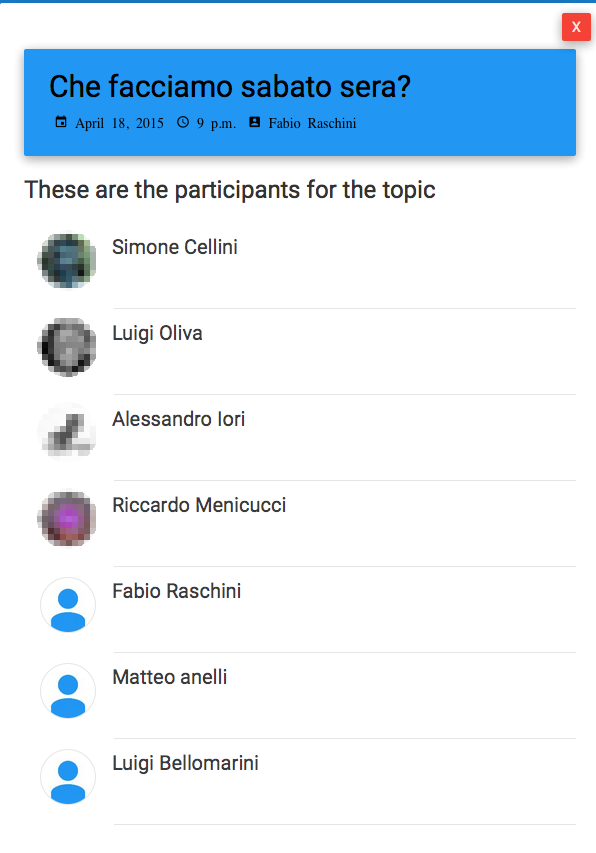 X
Che facciamo sabato sera?
April 18, 2015 9 p.m. Fabio Raschini
These are the participants for the topic
Simone Cellini
Luigi Oliva
Alessandro Iori
Riccardo Menicucci
Fabio Raschini
Matteo anelli
Luigi Bellomarini